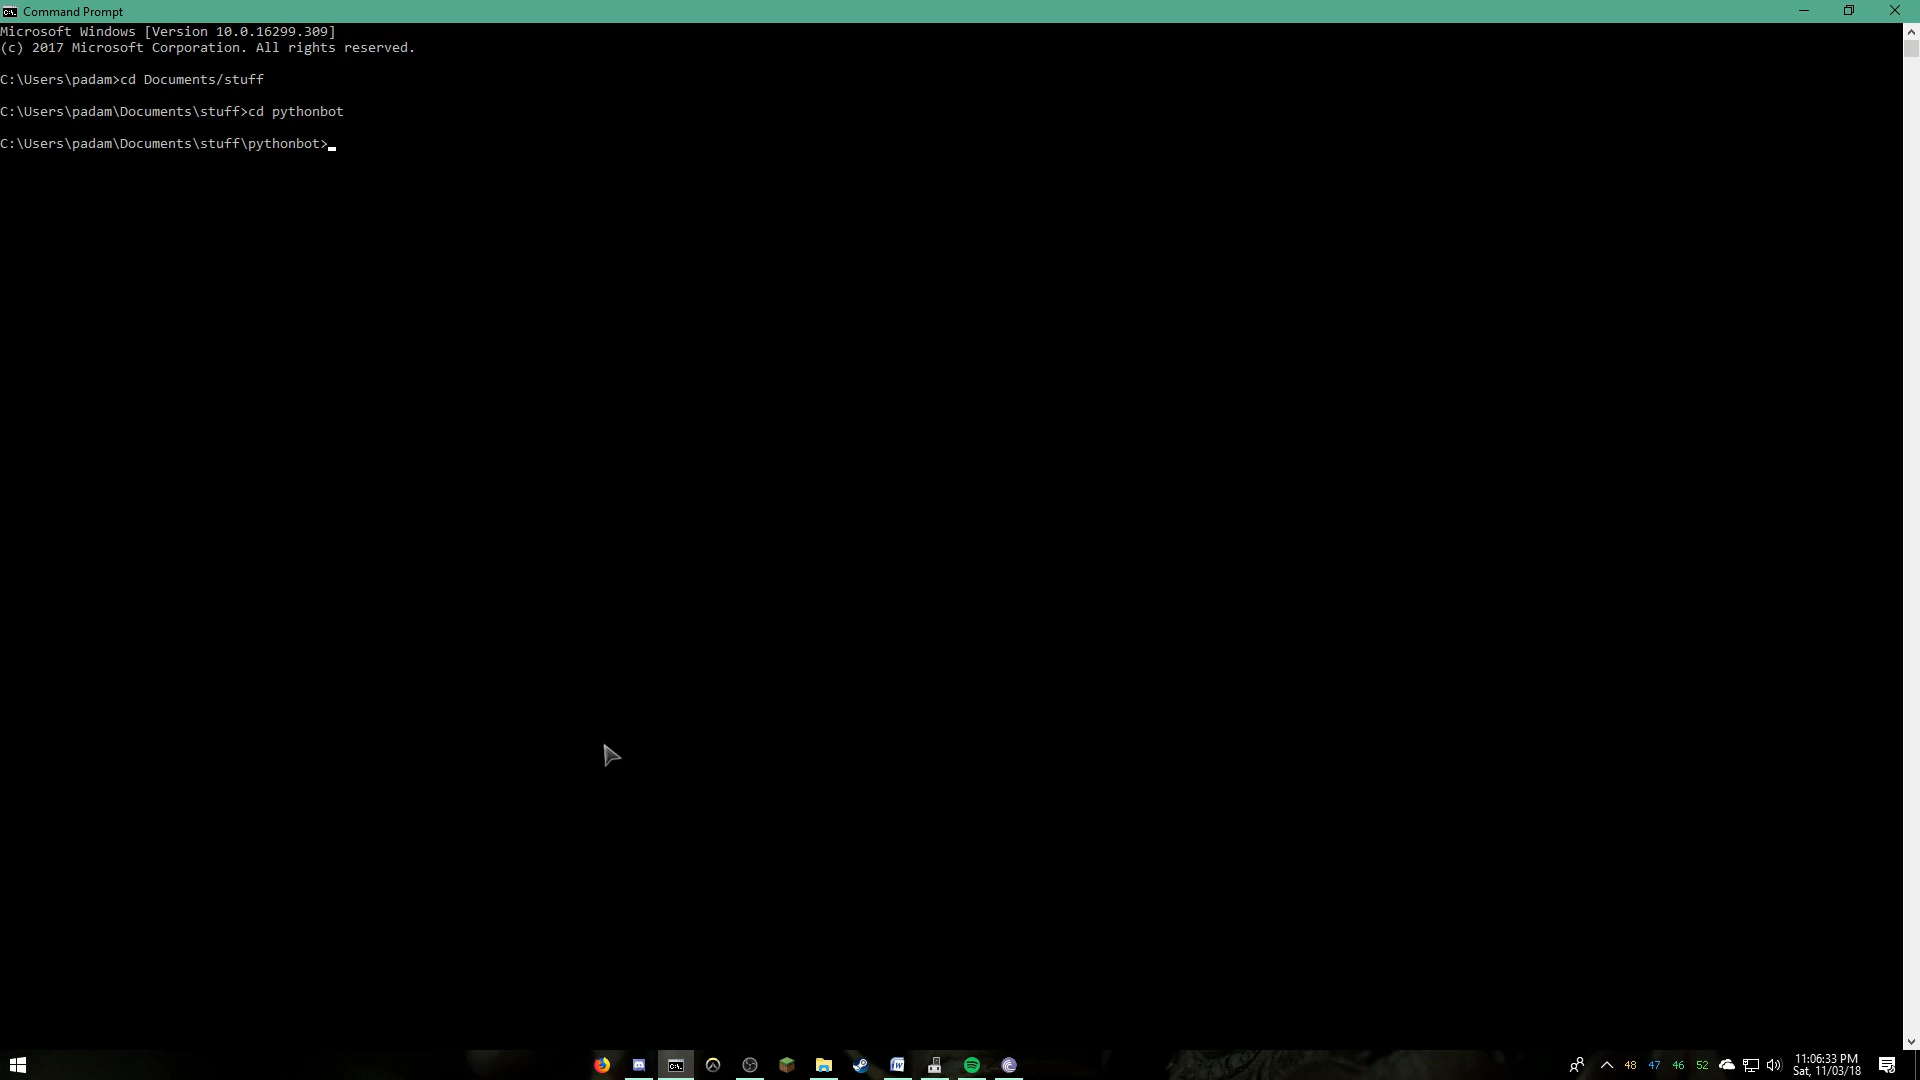 Command Prompt
Microsoft Windows [Version 10.0.16299.309]
(c) 2017 Microsoft Corporation. All rights reserved.
C:\Users\padam>cd Documents/stuff
C:\Users\padam\Documents\stuff>cd pythonbot
C:\Users\padam\Documents\stuff\pythonbot>
48 47 46 52
11:06:33 PM
Sat, 11/03/18